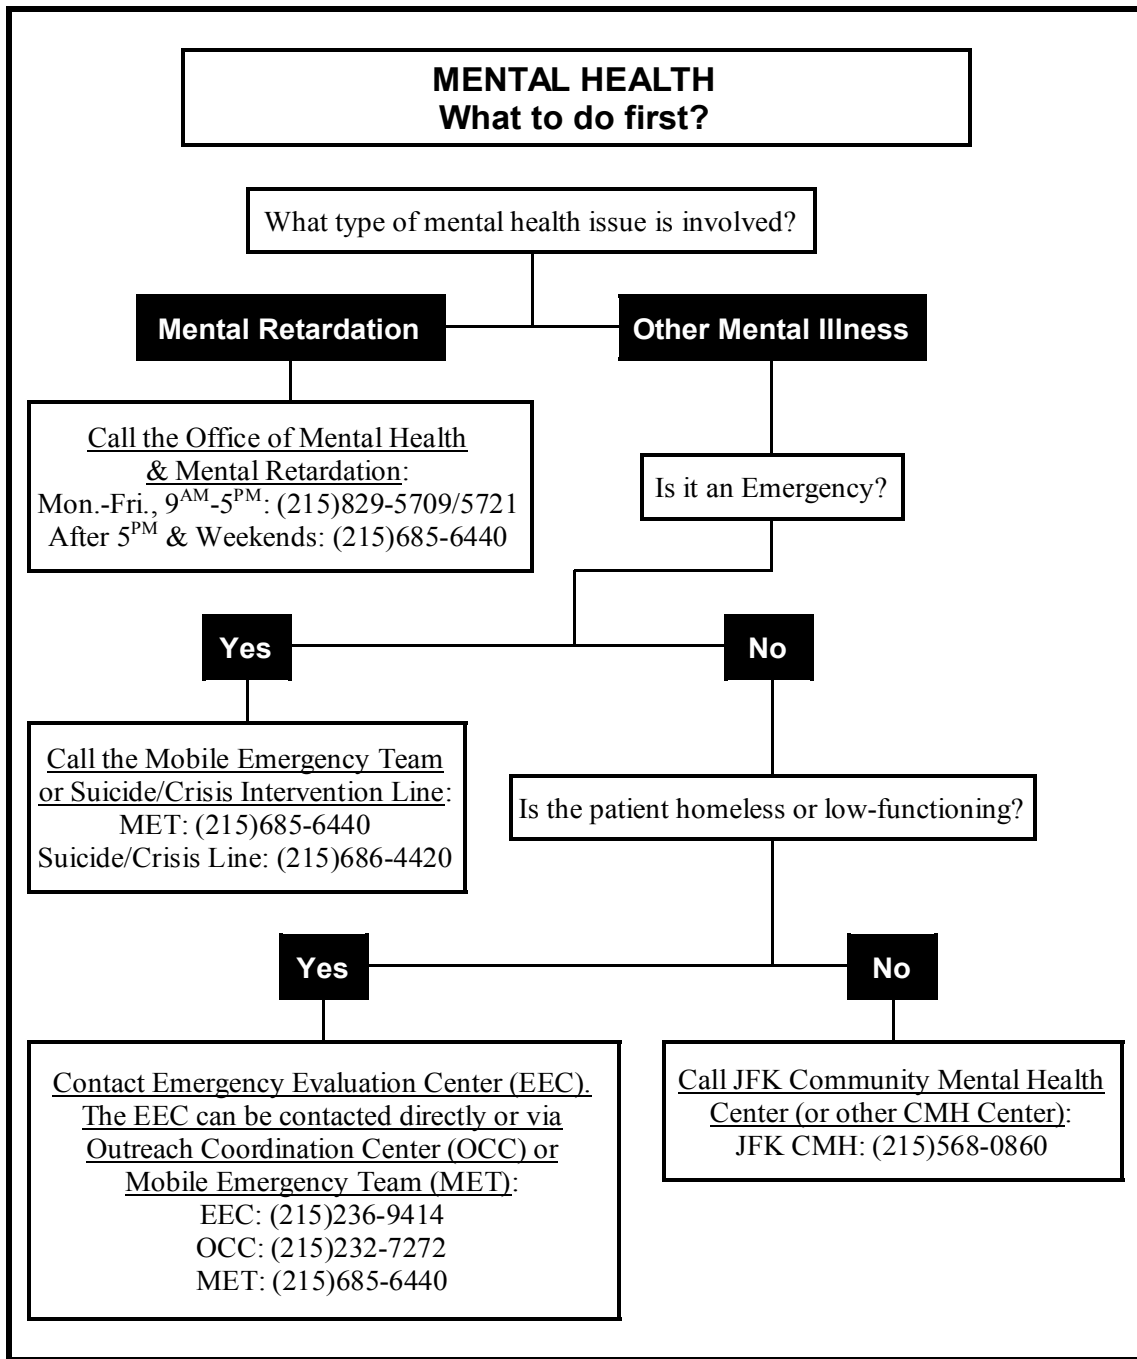 MENTAL HEALTH
What to do first?
What type of mental health issue is involved?
Mental Retardation
Other Mental Illness
Call the Office of Mental Health
& Mental Retardation:
Mon.-Fri., 9AM-5PM: (215)829-5709/5721
After 5PM & Weekends: (215)685-6440
Is it an Emergency?
Yes
No
Call the Mobile Emergency Team
or Suicide/Crisis Intervention Line:
MET: (215)685-6440
Suicide/Crisis Line: (215)686-4420
Is the patient homeless or low-functioning?
Yes
No
Contact Emergency Evaluation Center (EEC).
The EEC can be contacted directly or via
Outreach Coordination Center (OCC) or
Mobile Emergency Team (MET):
EEC: (215)236-9414
OCC: (215)232-7272
MET: (215)685-6440
Call JFK Community Mental Health
Center (or other CMH Center):
JFK CMH: (215)568-0860